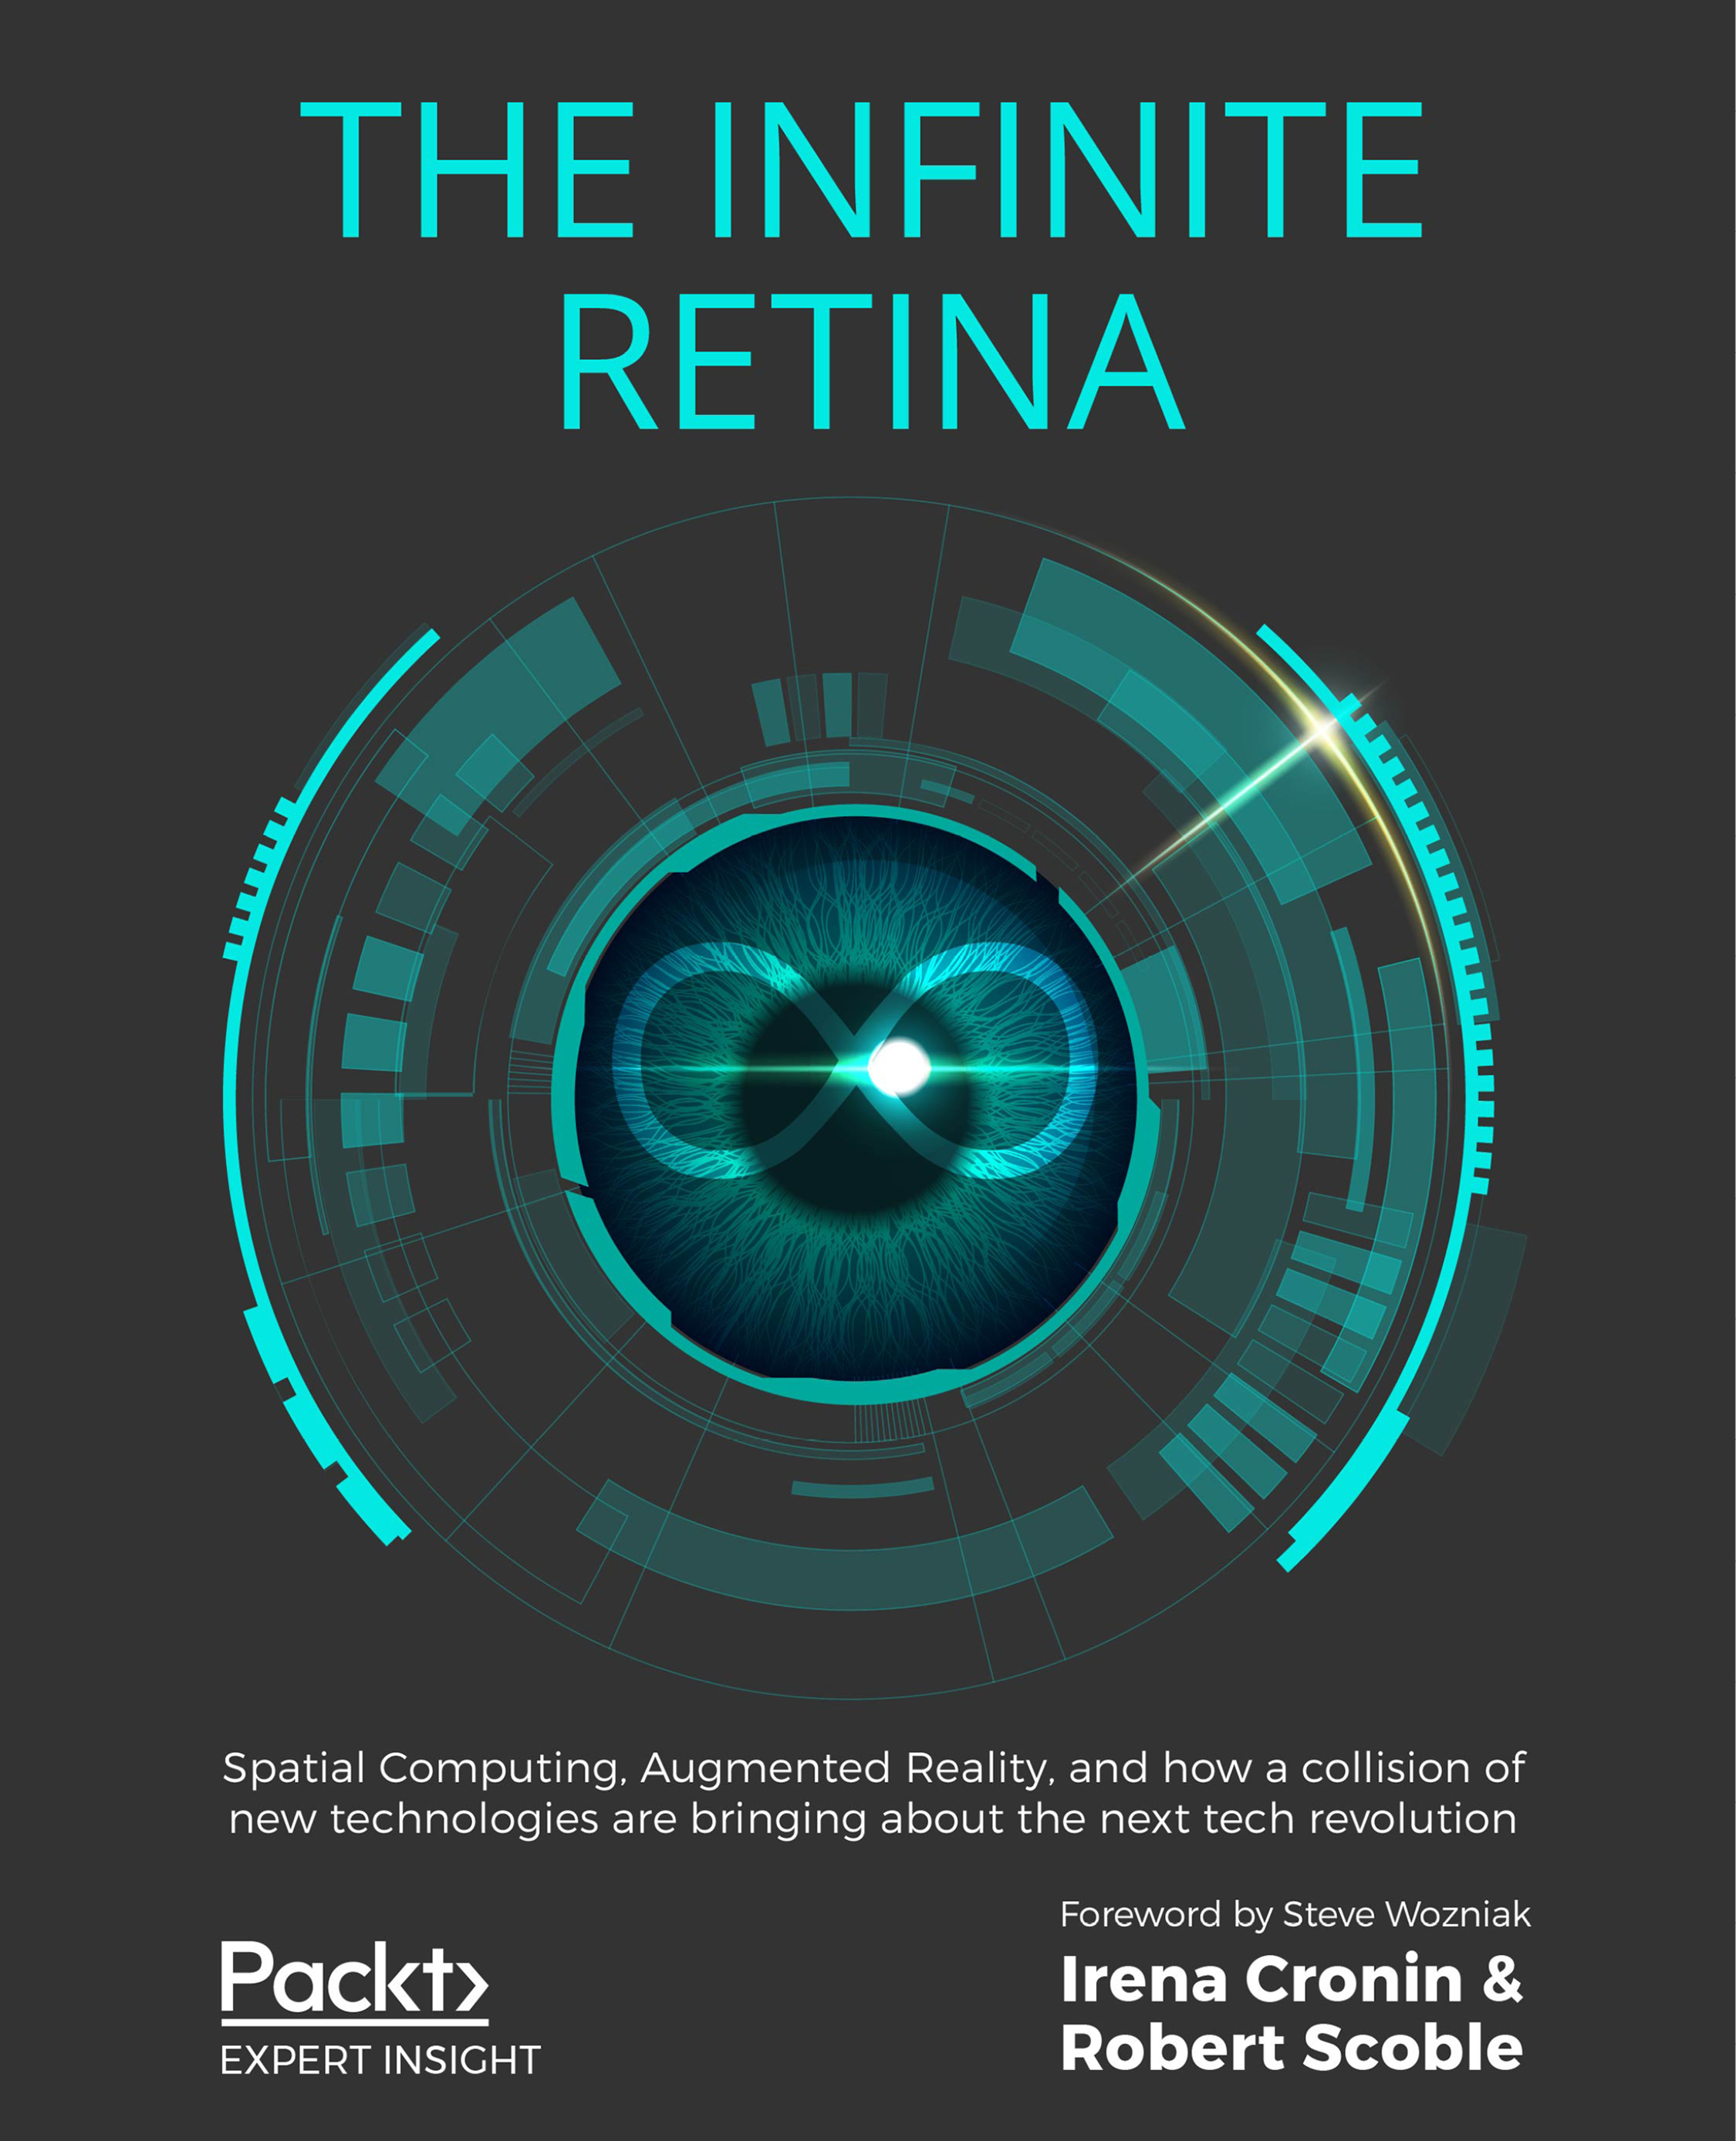 THE INFINITE
RETINA
Spatial Computing, Augmented Reality, and how a collision of
new technologies are bringing about the next tech revolution
Foreword by Steve Wozniak
Irena Cronin &
Robert Scoble
Packt>
EXPERT INSIGHT